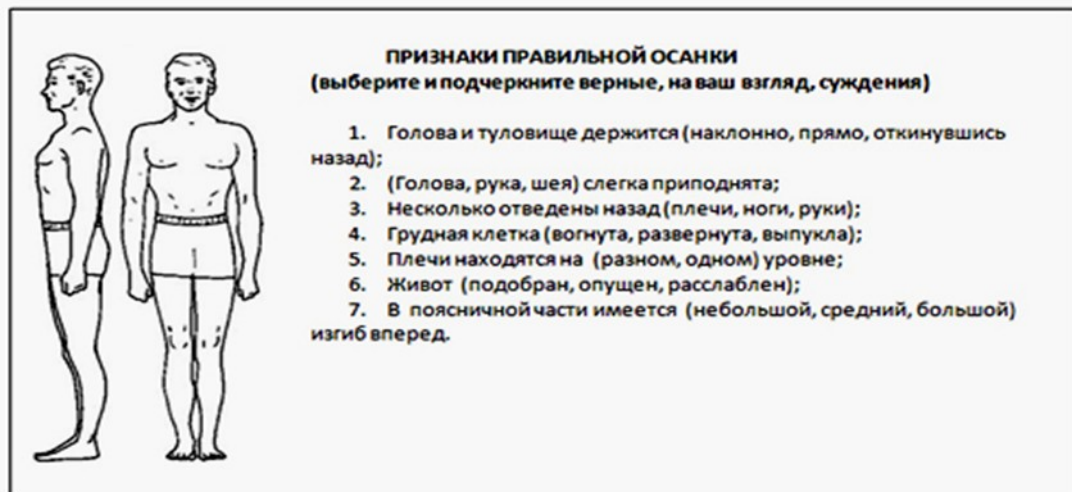 ПРИЗНАКИ ПРАВИЛЬНОЙ ОСАНКИ
(выберите и подчеркните верные, на ваш взгляд, суждения)
1. Голова и туловище держится (наклонно, прямо, откинувшись
назад);
2. (Голова, рука, шея) слегка приподнята;
3. Несколько отведены назад (плечи, ноги, руки);
4. Грудная клетка (вогнута, развернута, выпукла);
5. Плечи находятся на (разном, одном) уровне;
6. Живот (подобран, опущен, расслаблен);
7. В поясничной части имеется (небольшой, средний, большой)
изгиб вперед.